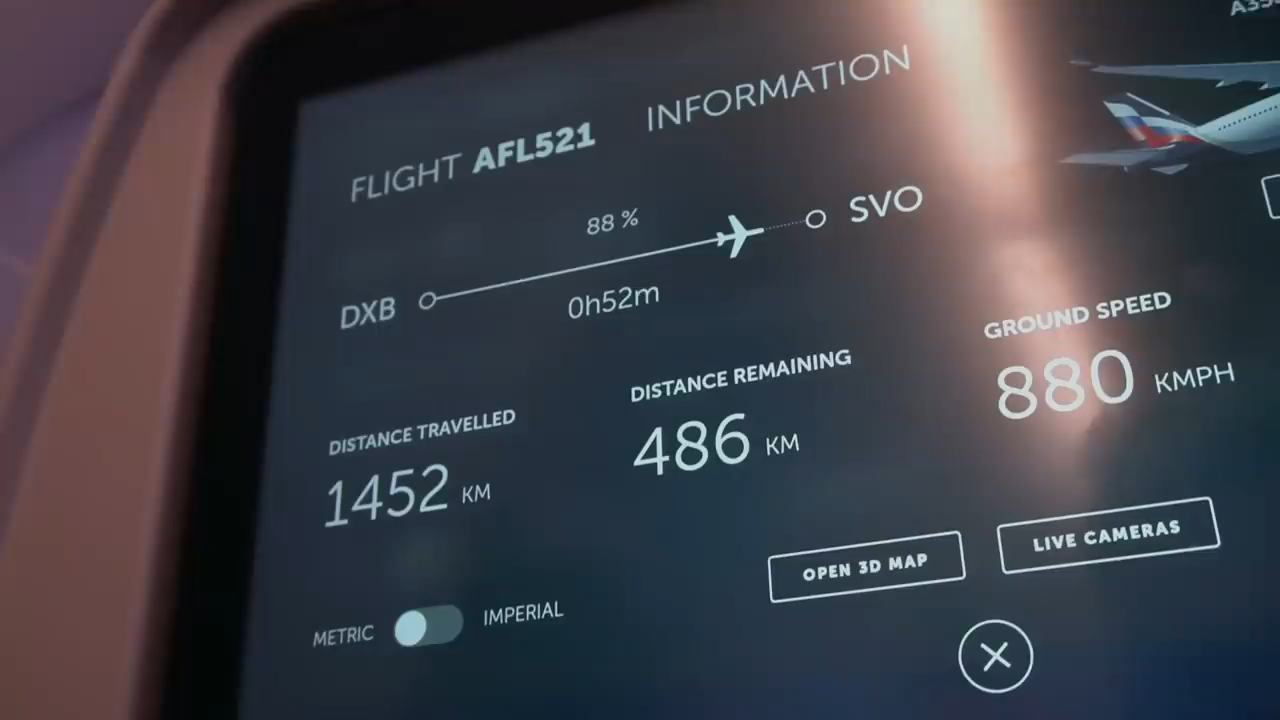 FLIGHT AFL521 INFORMATION
88 %
DXB SVO
0h52m
DISTANCE TRAVELLED
1452 KM
DISTANCE REMAINING
486 KM
GROUND SPEED
880 KMPH
METRIC IMPERIAL
OPEN 3D MAP
LIVE CAMERAS